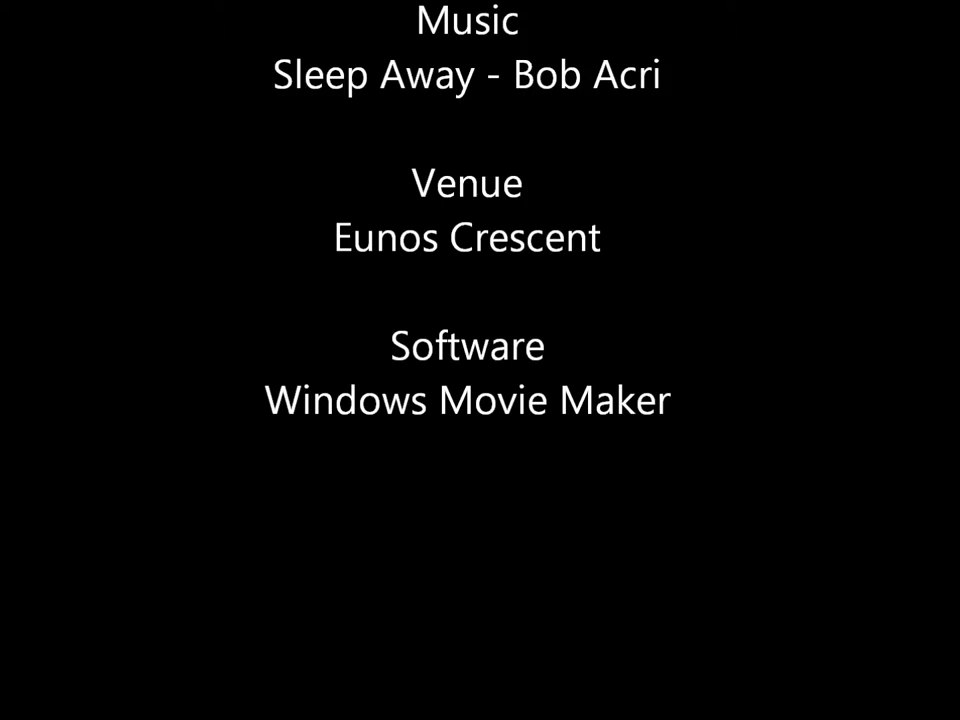 Music
Sleep Away - Bob Acri
Venue
Eunos Crescent
Software
Windows Movie Maker